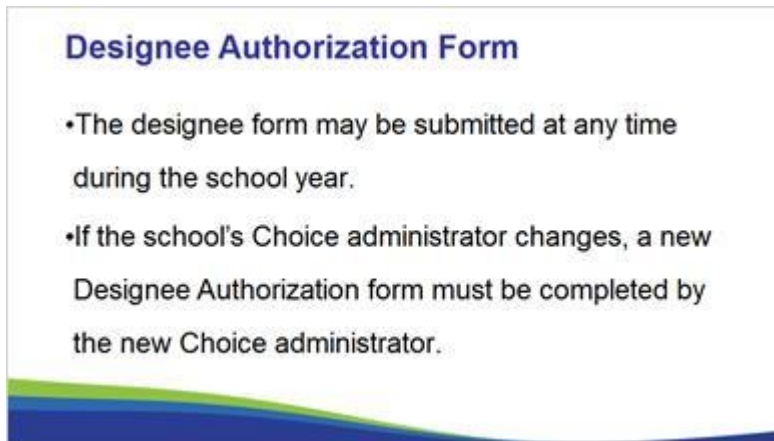 Designee Authorization Form
•The designee form may be submitted at any time
during the school year.
•If the school's Choice administrator changes, a new
Designee Authorization form must be completed by
the new Choice administrator.